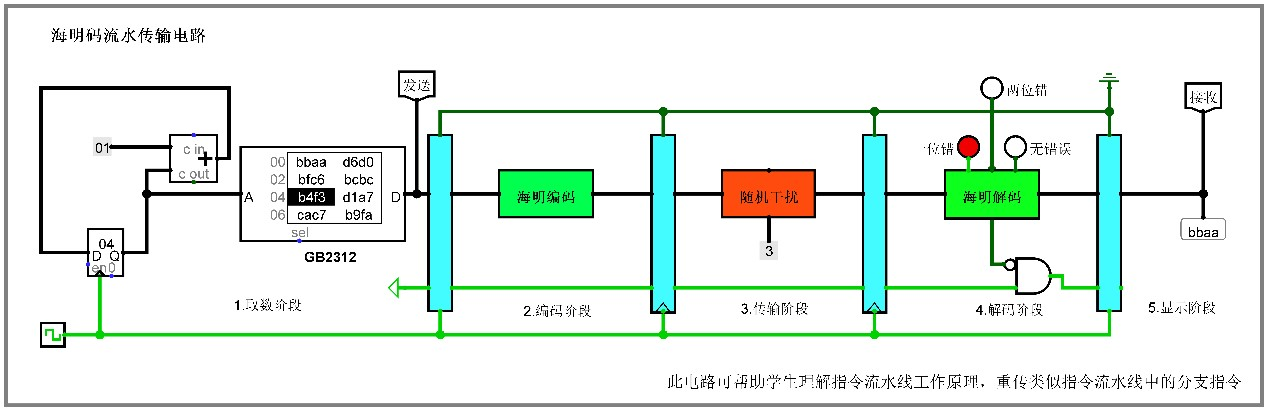 海明码流水传输电路
发送
两位错
接收
01
c in
+
c out
00 bbaa d6d0
02 bfc6 bcbc
04 b4f3 d1a7
06 cac7 b9fa
A
D
sel
GB2312
海明编码
随机干扰
3
位错
无错误
海明解码
bbaa
04
D Q
en 0
1.取数阶段
2.编码阶段
3.传输阶段
4.解码阶段
5.显示阶段
此电路可帮助学生理解指令流水线工作原理，重传类似指令流水线中的分支指令